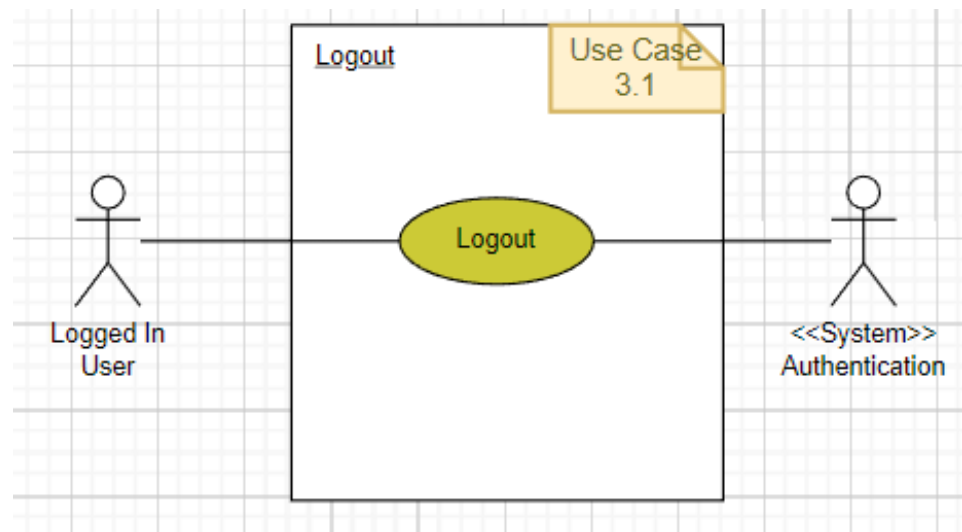 Logout
Use Case
3.1
Logout
Logged In
User
<<System>>
Authentication